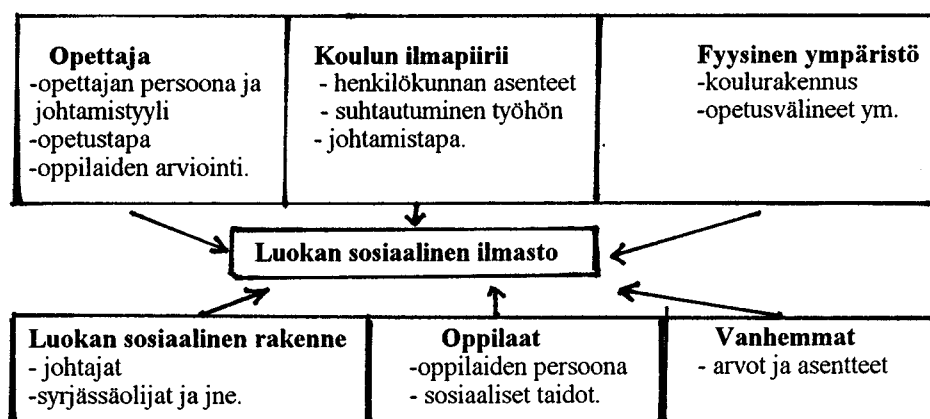 Opettaja
-opettajan persoona ja
johtamistyyli
-opetustapa
-oppilaiden arviointi.
Koulun ilmapiirii
- henkilökunnan asenteet
- suhtautuminen työhön
- johtamistapa.
Fyysinen ympäristö
-koulurakennus
-opetusvälineet ym.
Luokan sosiaalinen ilmasto
Luokan sosiaalinen rakenne
- johtajat
-syrjässäolijat ja jne.
Oppilaat
-oppilaiden persoona
- sosiaaliset taidot.
Vanhemmat
- arvot ja asentteet